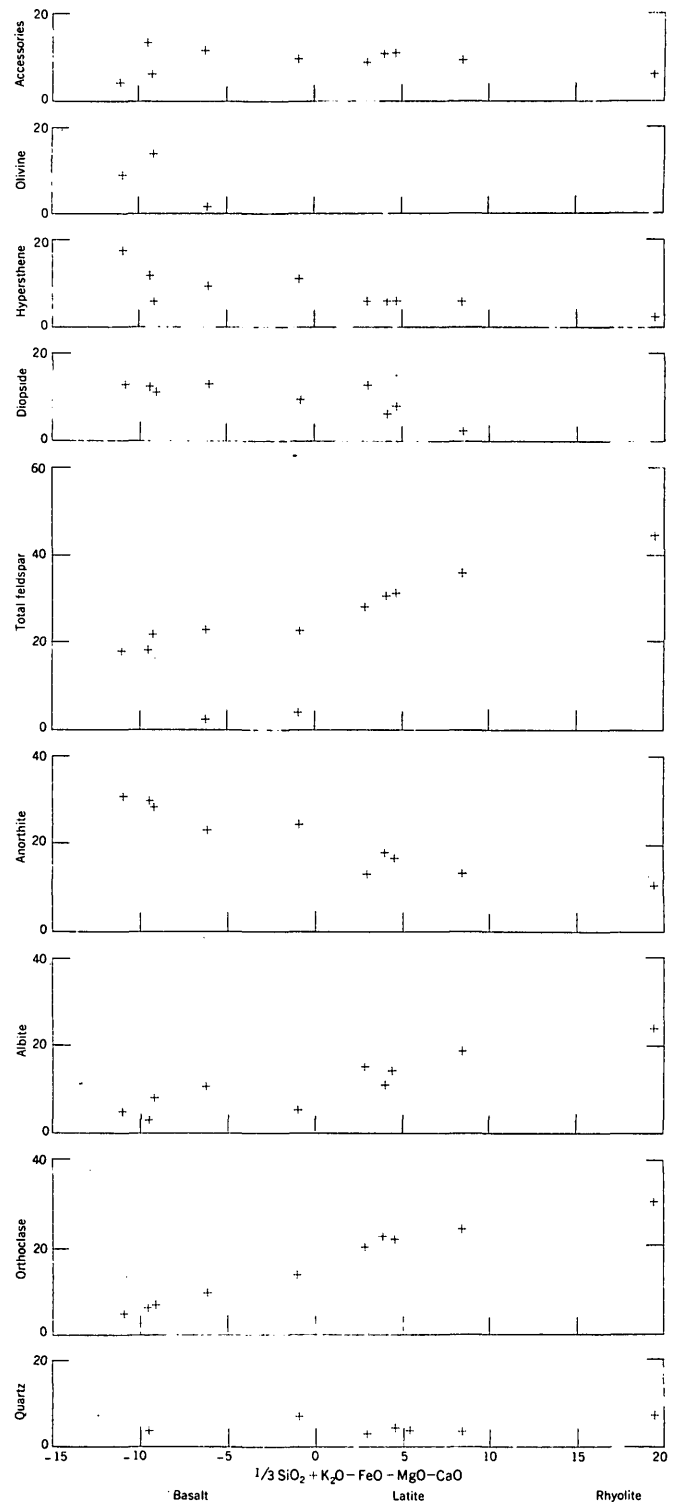 20
Accessories
0
20
Olivine
0
20
Hypersthene
0
20
Diopside
0
60
40
Total feldspar
20
0
40
Anorthite
20
0
40
Albite
20
0
40
Orthoclase
20
0
20
Quartz
0
-15 -10 -5 0 5 10 15 20
1/3 SiO₂ + K₂O – FeO – MgO – CaO
Basalt Latite Rhyolite